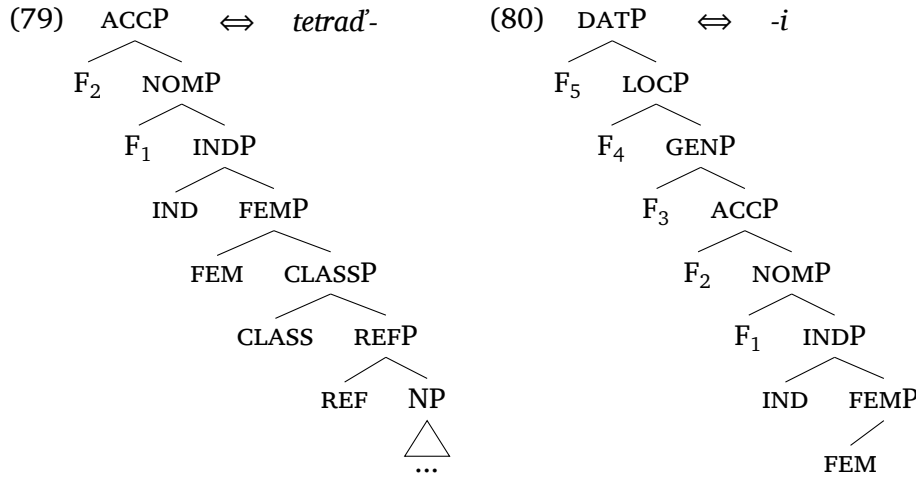 (79) ACCP ⇔ tetrad'- (80) DATP ⇔ -i
F2 NOMP F5 LOCP
F1 INDP F4 GENP
IND FEMP F3 ACCP
FEM CLASSP F2 NOMP
CLASS REFP F1 INDP
REF NP IND FEMP
... FEM